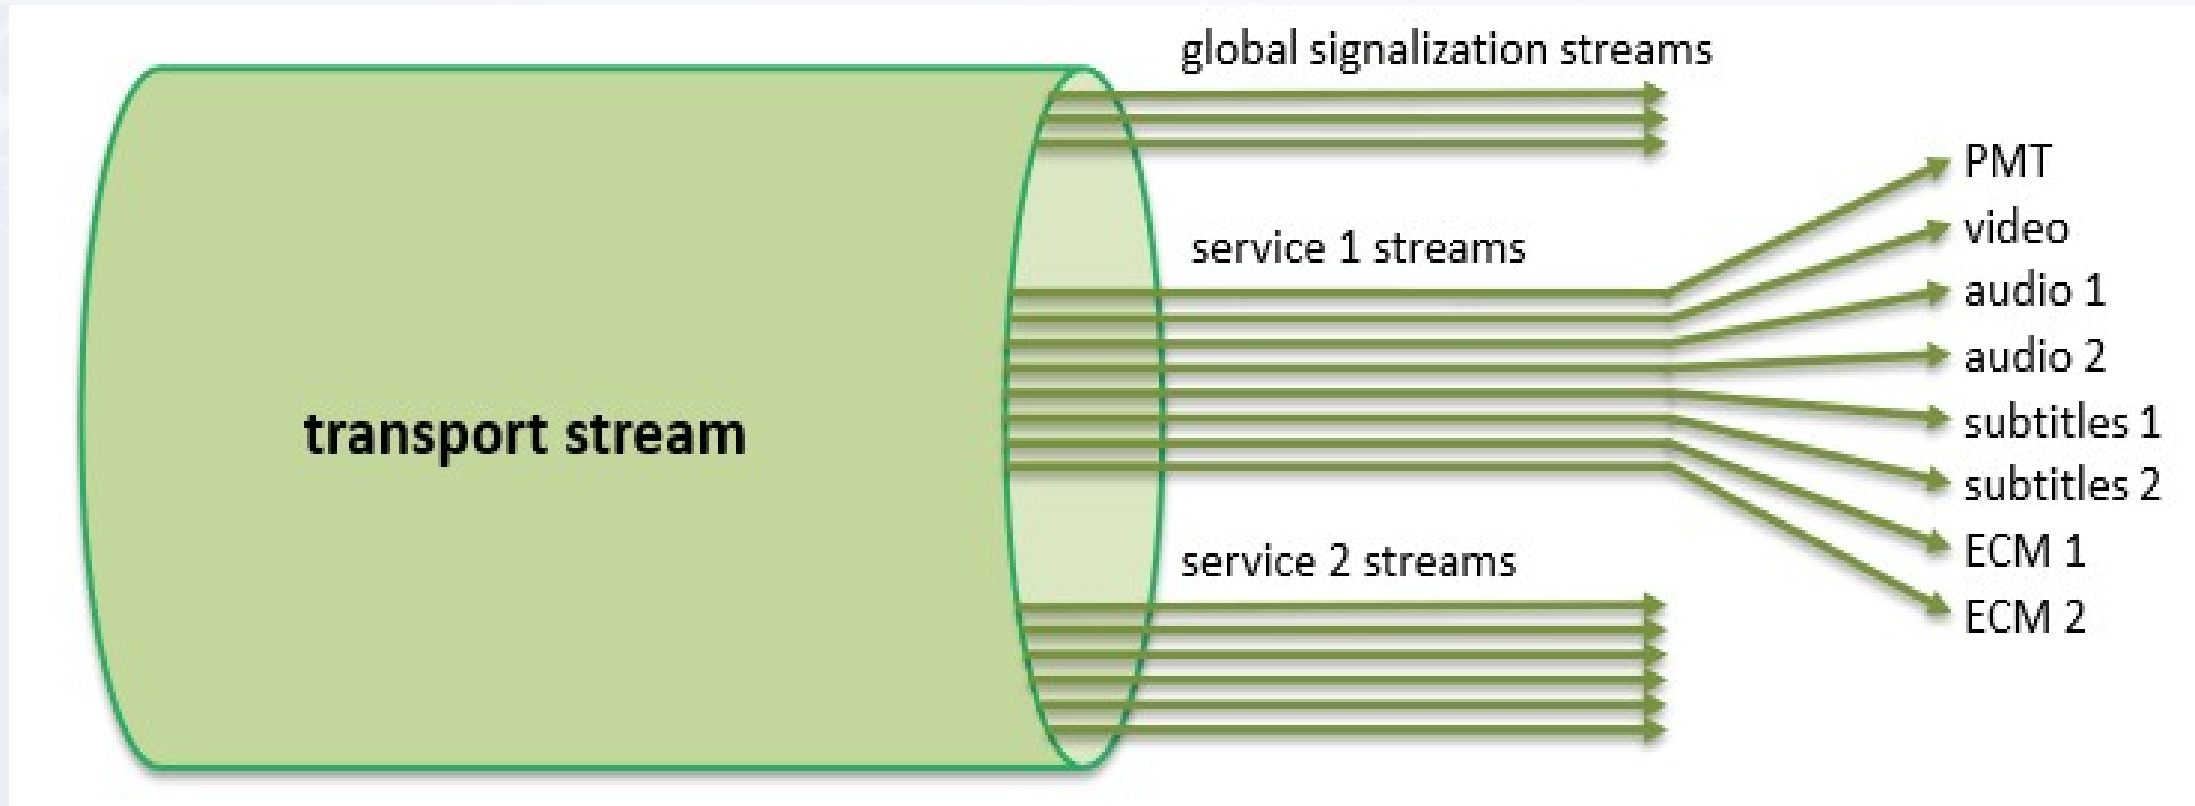 global signalization streams
PMT
video
service 1 streams
audio 1
audio 2
transport stream
subtitles 1
subtitles 2
ECM 1
service 2 streams
ECM 2